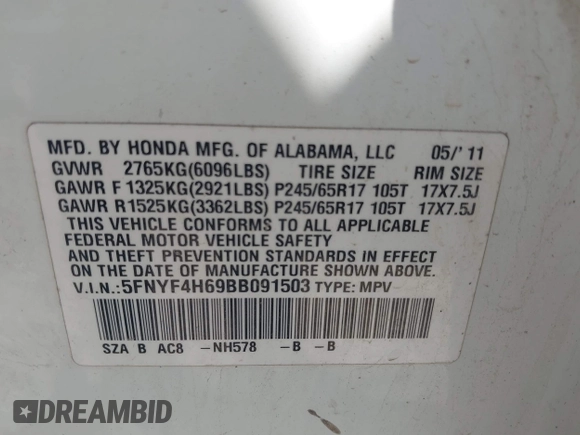 MFD. BY HONDA MFG. OF ALABAMA, LLC 05/'11
GVWR 2765KG(6096LBS) TIRE SIZE RIM SIZE
GAWR F 1325KG(2921LBS) P245/65R17 105T 17X7.5J
GAWR R1525KG(3362LBS) P245/65R17 105T 17X7.5J
THIS VEHICLE CONFORMS TO ALL APPLICABLE
FEDERAL MOTOR VEHICLE SAFETY
AND THEFT PREVENTION STANDARDS IN EFFECT
ON THE DATE OF MANUFACTURE SHOWN ABOVE.
V.I.N.:5FNYF4H69BB091503 TYPE: MPV
SZA B AC8 -NH578 -B -B
DREAMBID